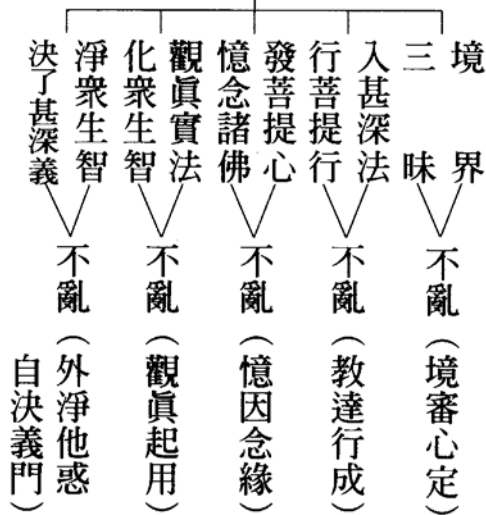 境界
三昧
不亂（境審心定）
入甚深法
行菩提行
不亂（教達行成）
發菩提心
憶念諸佛
不亂（憶因念緣）
觀眞實法
化衆生智
不亂（觀眞起用）
淨衆生智
決了甚深義
不亂（外淨他惑
自決義門）